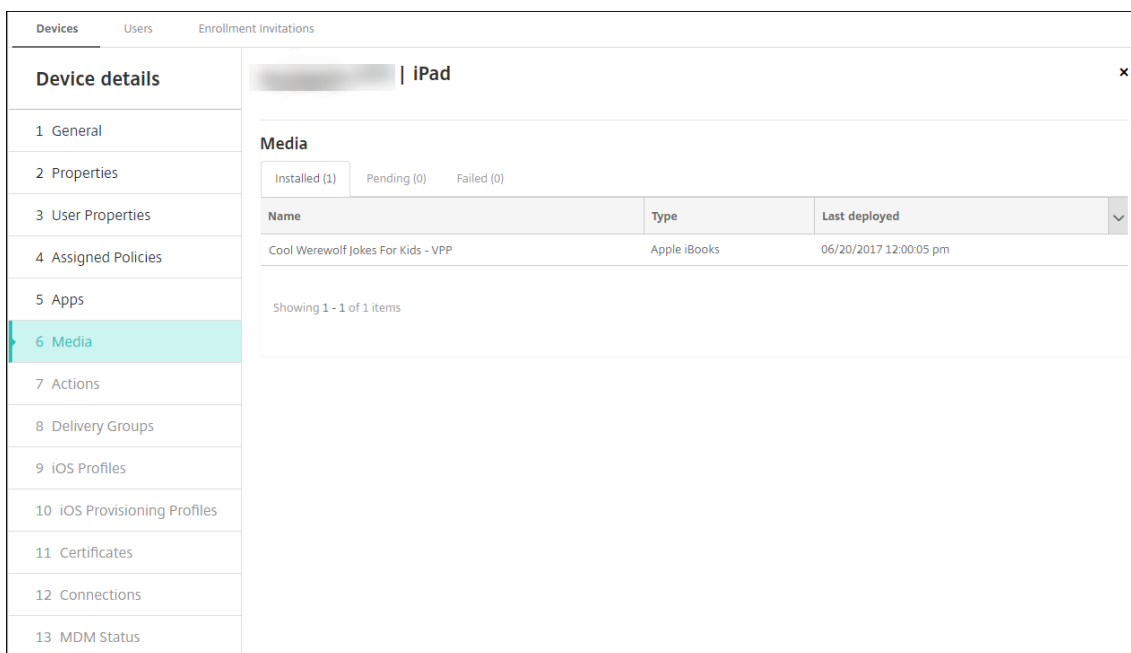 Devices Users Enrollment Invitations
Device details
| iPad
1 General
2 Properties
3 User Properties
4 Assigned Policies
5 Apps
6 Media
7 Actions
8 Delivery Groups
9 iOS Profiles
10 iOS Provisioning Profiles
11 Certificates
12 Connections
13 MDM Status
Media
Installed (1) Pending (0) Failed (0)
Name Type Last deployed
Cool Werewolf Jokes For Kids - VPP Apple iBooks 06/20/2017 12:00:05 pm
Showing 1 - 1 of 1 items